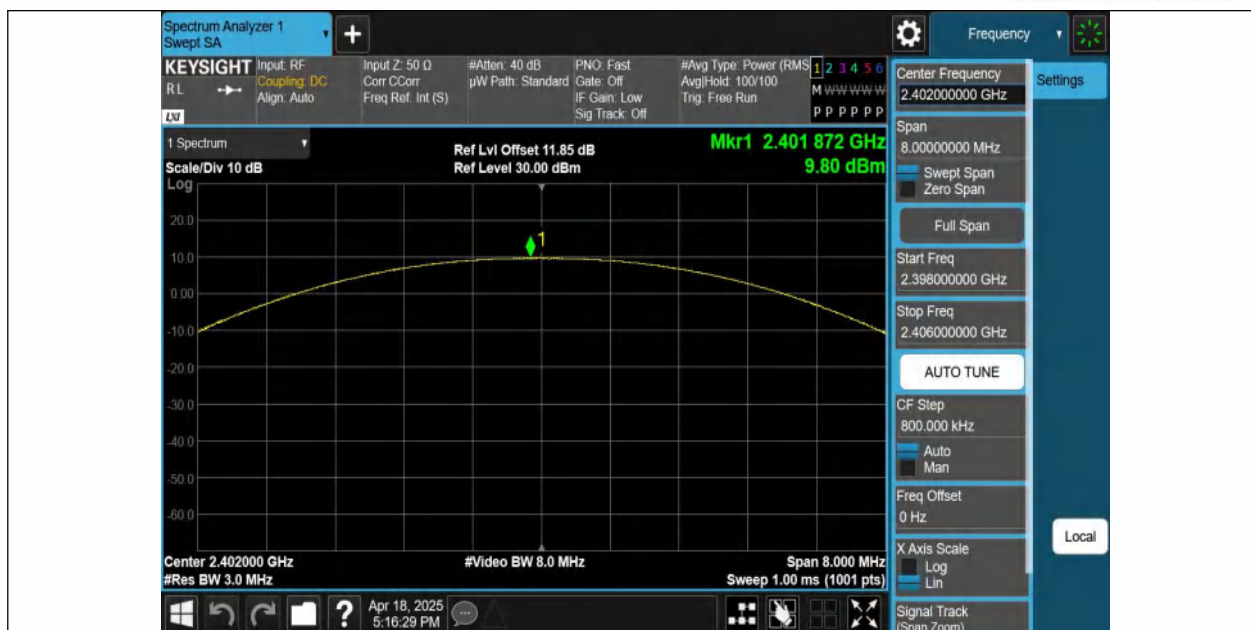 Spectrum Analyzer 1
Swept SA
+
Frequency
KEYSIGHT
RL
LXI
Input: RF
Coupling: DC
Align: Auto
Input Z: 50 Ω
Corr CCorr
Freq Ref: Int (S)
#Atten: 40 dB
µW Path: Standard
PNO: Fast
Gate: Off
IF Gain: Low
Sig Track: Off
#Avg Type: Power (RMS
Avg|Hold: 100/100
Trig: Free Run
1 2 3 4 5 6
M W W W W W
P P P P P P
1 Spectrum
Scale/Div 10 dB
Log
Ref Lvl Offset 11.85 dB
Ref Level 30.00 dBm
Mkr1 2.401 872 GHz
9.80 dBm
20.0
10.0
0.00
-10.0
-20.0
-30.0
-40.0
-50.0
-60.0
1
Center 2.402000 GHz
#Res BW 3.0 MHz
#Video BW 8.0 MHz
Span 8.000 MHz
Sweep 1.00 ms (1001 pts)
?
Apr 18, 2025
5:16:29 PM
Center Frequency
2.402000000 GHz
Span
8.00000000 MHz
Swept Span
Zero Span
Full Span
Start Freq
2.398000000 GHz
Stop Freq
2.406000000 GHz
AUTO TUNE
CF Step
800.000 kHz
Auto
Man
Freq Offset
0 Hz
X Axis Scale
Log
Lin
Signal Track
(Span Zoom)
Settings
Local